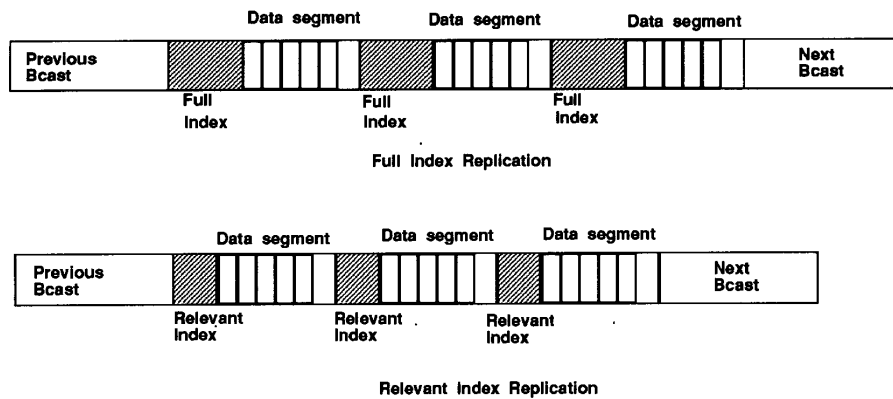 Data segment
Data segment
Data segment
Previous
Bcast
Next
Bcast
Full
Index
Full
Index
Full
Index
Full Index Replication
Data segment
Data segment
Data segment
Previous
Bcast
Next
Bcast
Relevant
Index
Relevant
Index
Relevant
Index
Relevant Index Replication